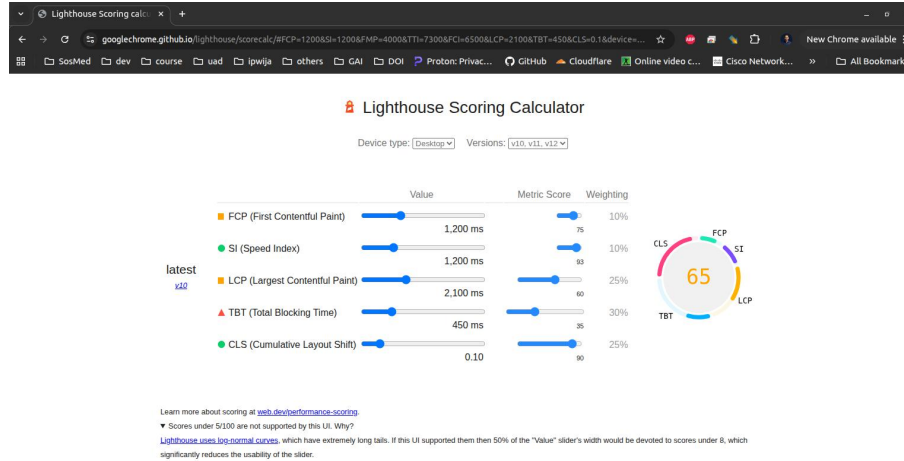 Lighthouse Scoring calcu
googlechrome.github.io/lighthouse/scorecalc/#FCP=1200&SI=1200&FMP=4000&TTI=7300&FCI=6500&LCP=2100&TBT=450&CLS=0.1&device=...
ABP
New Chrome available
SosMed dev course uad ipwija others GAI DOI Proton: Privac... GitHub Cloudflare Online video c... Cisco Network... » All Bookmark
Lighthouse Scoring Calculator
Device type: Desktop Versions: v10, v11, v12
Value Metric Score Weighting
FCP (First Contentful Paint) 10%
1,200 ms 75
SI (Speed Index) 10%
1,200 ms 93
latest
v10
LCP (Largest Contentful Paint) 25%
2,100 ms 60
TBT (Total Blocking Time) 30%
450 ms 35
CLS (Cumulative Layout Shift) 25%
0.10 90
FCP
CLS
SI
65
LCP
TBT
Learn more about scoring at web.dev/performance-scoring.
▼ Scores under 5/100 are not supported by this UI. Why?
Lighthouse uses log-normal curves, which have extremely long tails. If this UI supported them then 50% of the "Value" slider's width would be devoted to scores under 8, which
significantly reduces the usability of the slider.